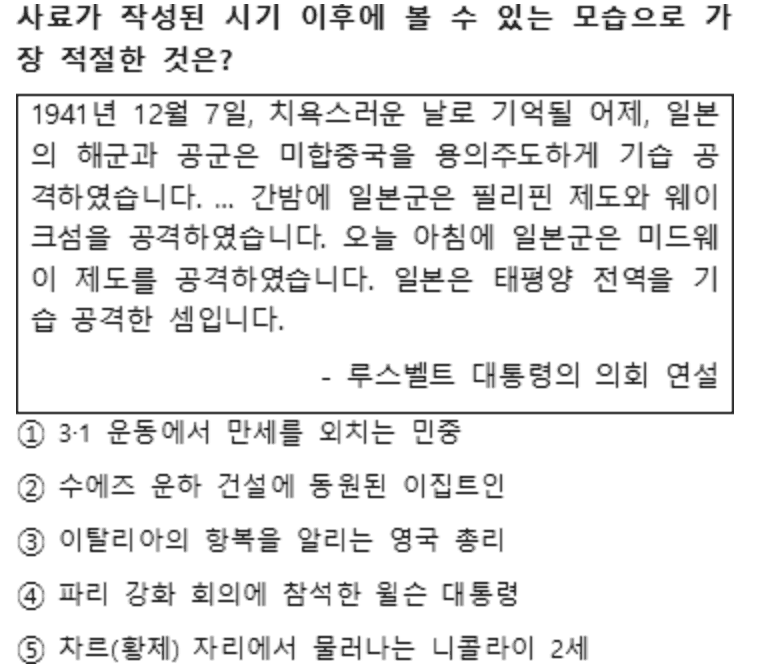 사료가 작성된 시기 이후에 볼 수 있는 모습으로 가
장 적절한 것은?
1941년 12월 7일, 치욕스러운 날로 기억될 어제, 일본
의 해군과 공군은 미합중국을 용의주도하게 기습 공
격하였습니다. ... 간밤에 일본군은 필리핀 제도와 웨이
크섬을 공격하였습니다. 오늘 아침에 일본군은 미드웨
이 제도를 공격하였습니다. 일본은 태평양 전역을 기
습 공격한 셈입니다.
- 루스벨트 대통령의 의회 연설
① 3·1 운동에서 만세를 외치는 민중
② 수에즈 운하 건설에 동원된 이집트인
③ 이탈리아의 항복을 알리는 영국 총리
④ 파리 강화 회의에 참석한 윌슨 대통령
⑤ 차르(황제) 자리에서 물러나는 니콜라이 2세